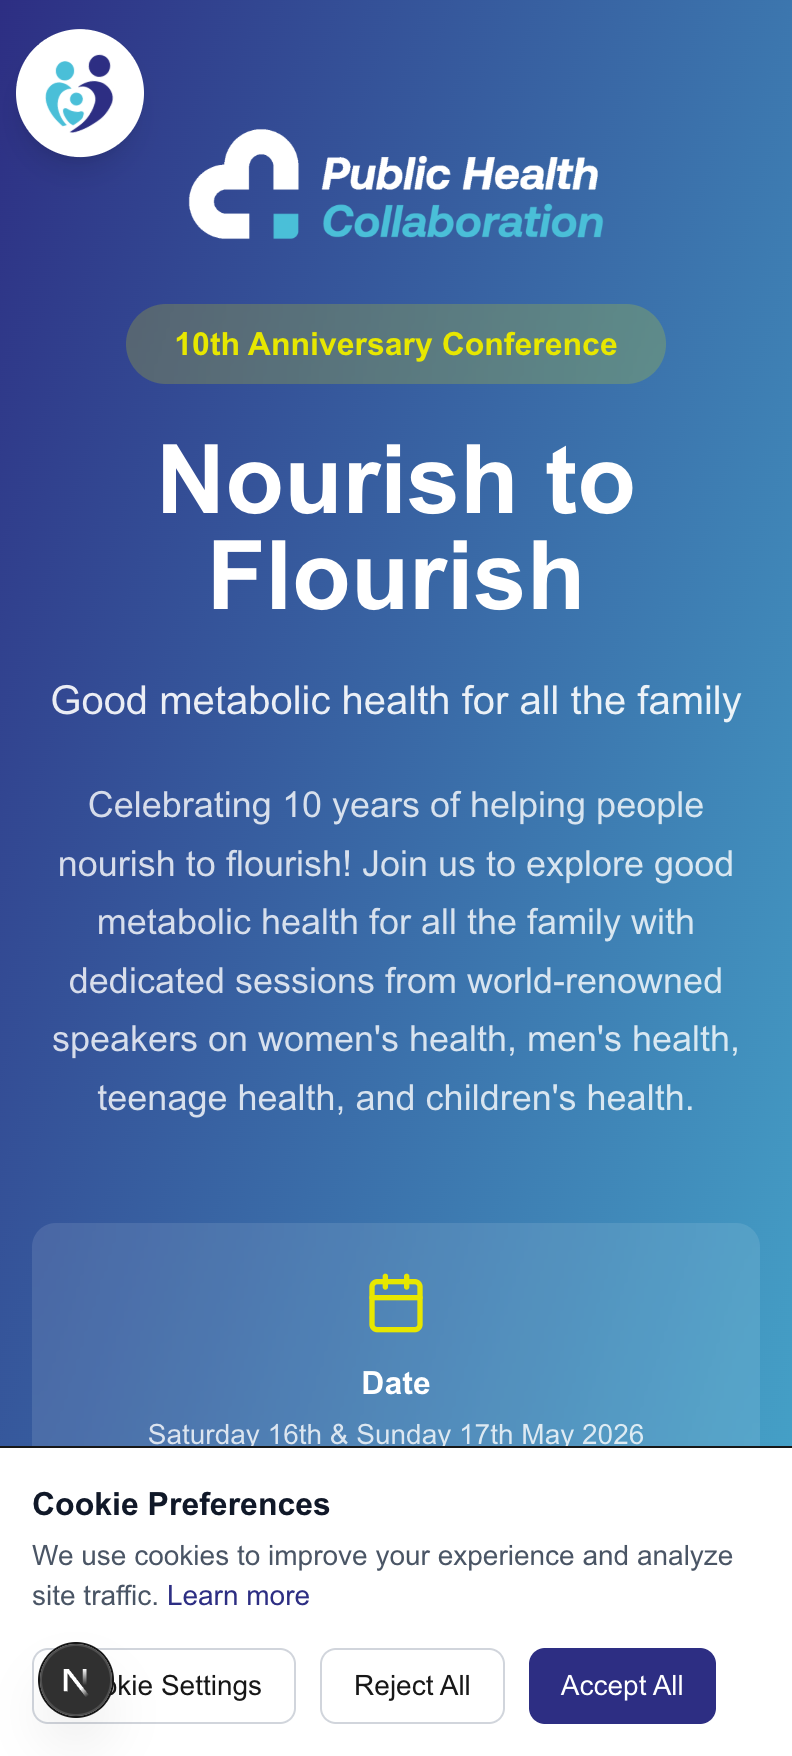 Public Health
Collaboration
10th Anniversary Conference
Nourish to
Flourish
Good metabolic health for all the family
Celebrating 10 years of helping people
nourish to flourish! Join us to explore good
metabolic health for all the family with
dedicated sessions from world-renowned
speakers on women's health, men's health,
teenage health, and children's health.
Date
Saturday 16th & Sunday 17th May 2026
Cookie Preferences
We use cookies to improve your experience and analyze
site traffic. Learn more
N
Settings
Reject All
Accept All